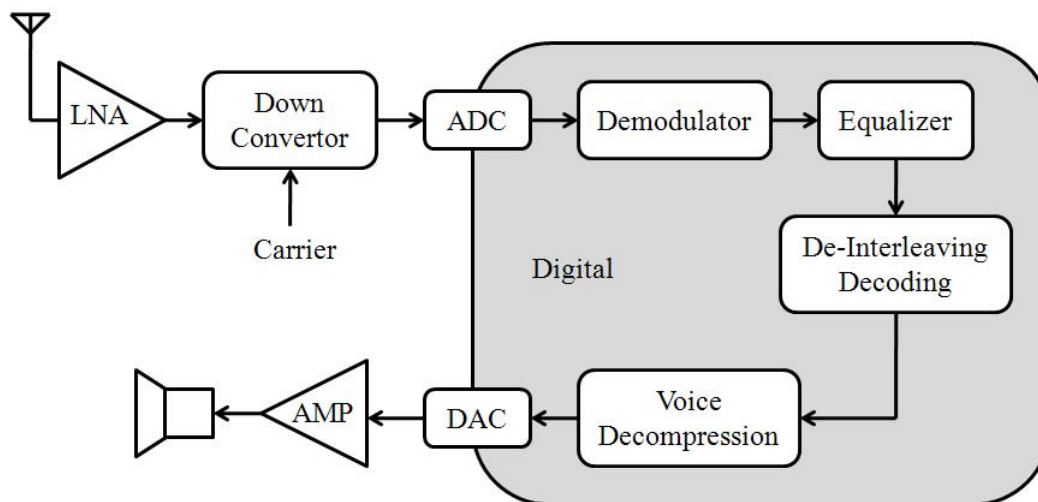 LNA
Down
Convertor
ADC
Demodulator
Equalizer
Carrier
Digital
De-Interleaving
Decoding
AMP
DAC
Voice
Decompression